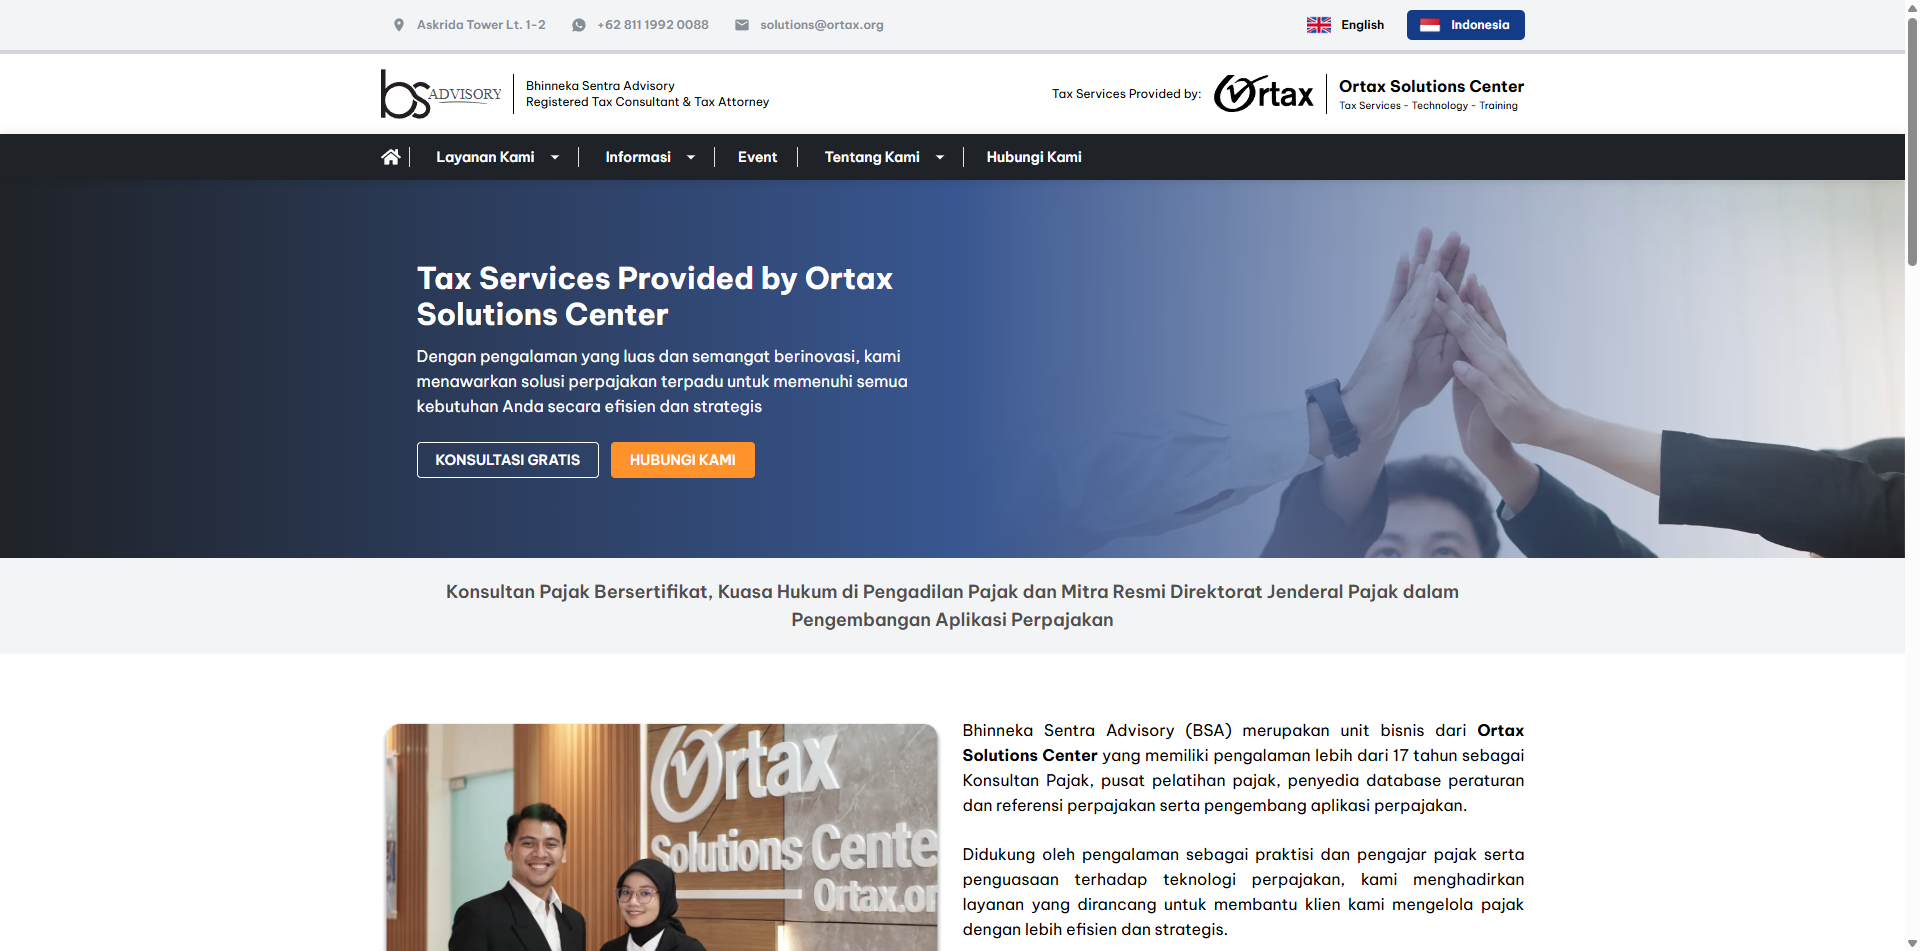 Askrida Tower Lt. 1-2
+62 811 1992 0088
solutions@ortax.org
English
Indonesia
bs ADVISORY
Bhinneka Sentra Advisory
Registered Tax Consultant & Tax Attorney
Tax Services Provided by:
Ortax
Ortax Solutions Center
Tax Services - Technology - Training
Layanan Kami
Informasi
Event
Tentang Kami
Hubungi Kami
Tax Services Provided by Ortax
Solutions Center
Dengan pengalaman yang luas dan semangat berinovasi, kami
menawarkan solusi perpajakan terpadu untuk memenuhi semua
kebutuhan Anda secara efisien dan strategis
KONSULTASI GRATIS
HUBUNGI KAMI
Konsultan Pajak Bersertifikat, Kuasa Hukum di Pengadilan Pajak dan Mitra Resmi Direktorat Jenderal Pajak dalam
Pengembangan Aplikasi Perpajakan
Ortax
Solutions Cente
Ortax.or
Bhinneka Sentra Advisory (BSA) merupakan unit bisnis dari Ortax
Solutions Center yang memiliki pengalaman lebih dari 17 tahun sebagai
Konsultan Pajak, pusat pelatihan pajak, penyedia database peraturan
dan referensi perpajakan serta pengembang aplikasi perpajakan.
Didukung oleh pengalaman sebagai praktisi dan pengajar pajak serta
penguasaan terhadap teknologi perpajakan, kami menghadirkan
layanan yang dirancang untuk membantu klien kami mengelola pajak
dengan lebih efisien dan strategis.